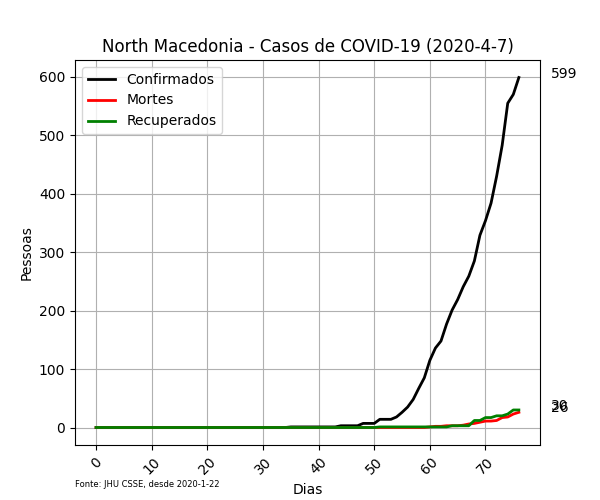 North Macedonia - Casos de COVID-19 (2020-4-7)
Confirmados
Mortes
Recuperados
600
500
400
300
200
100
0
Pessoas
599
30
26
0 10 20 30 40 50 60 70
Dias
Fonte: JHU CSSE, desde 2020-1-22